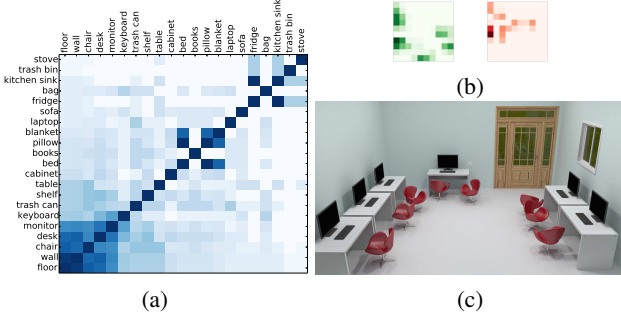 floor
wall
chair
desk
monitor
keyboard
trash can
shelf
table
cabinet
bed
books
pillow
blanket
laptop
sofa
fridge
bag
kitchen sink
trash bin
stove
stove
trash bin
kitchen sink
bag
fridge
sofa
laptop
blanket
pillow
books
bed
cabinet
table
shelf
trash can
keyboard
monitor
desk
chair
wall
floor
(a)
(b)
(c)